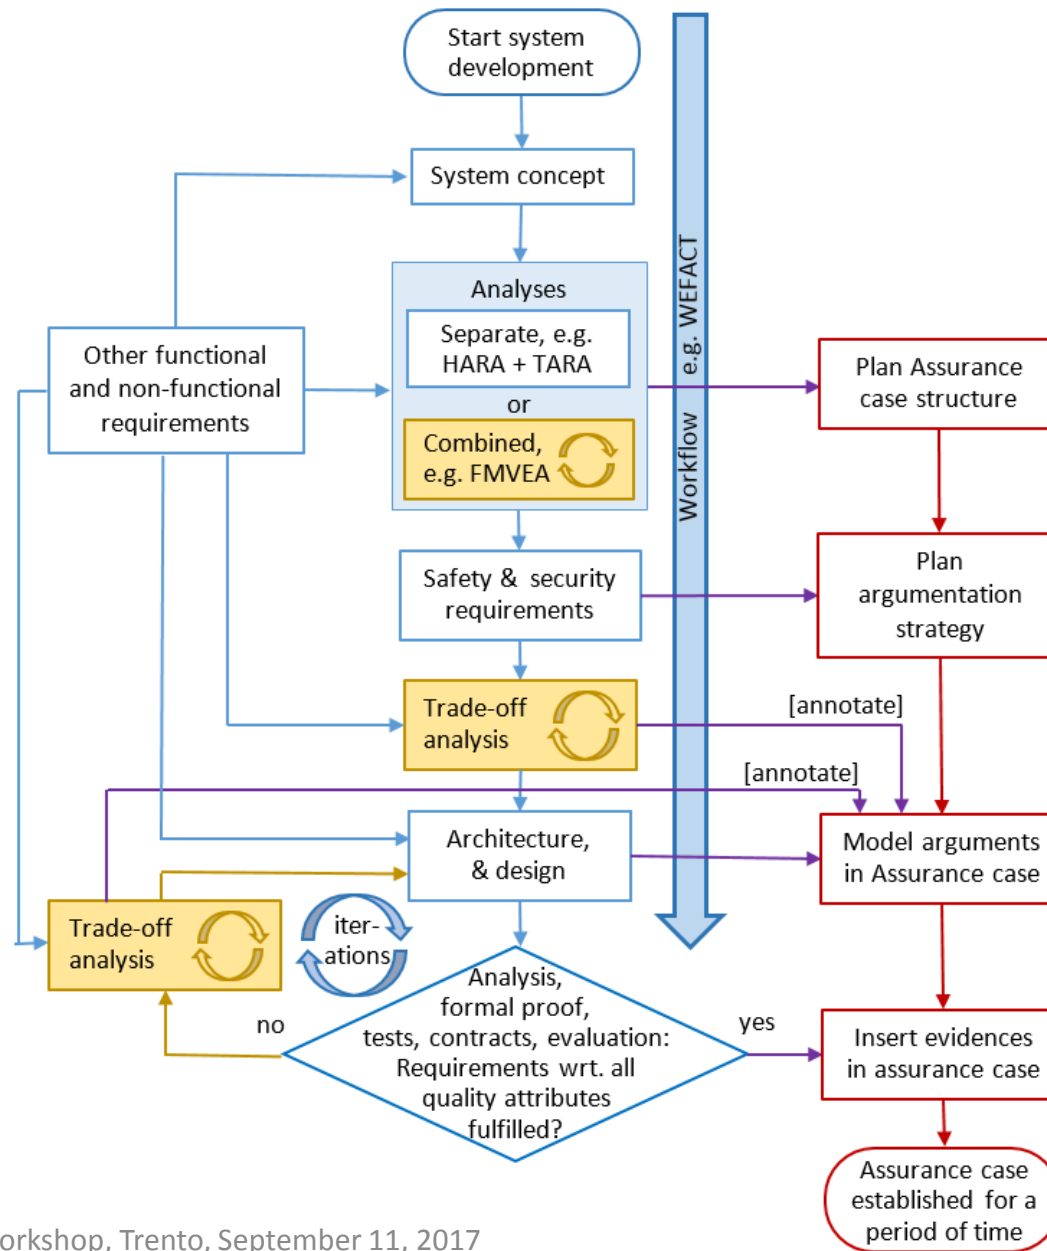 Start system
development
System concept
Analyses
Separate, e.g.
HARA + TARA
or
Combined,
e.g. FMVEA
Other functional
and non-functional
requirements
Workflow e.g. WEFACT
Plan Assurance
case structure
Safety & security
requirements
Plan
argumentation
strategy
Trade-off
analysis
[annotate]
[annotate]
Architecture,
& design
Model arguments
in Assurance case
Trade-off
analysis
iter-
ations
Analysis,
formal proof,
tests, contracts, evaluation:
Requirements wrt. all
quality attributes
fulfilled?
no
yes
Insert evidences
in assurance case
Assurance case
established for a
period of time
orkshop, Trento, September 11, 2017